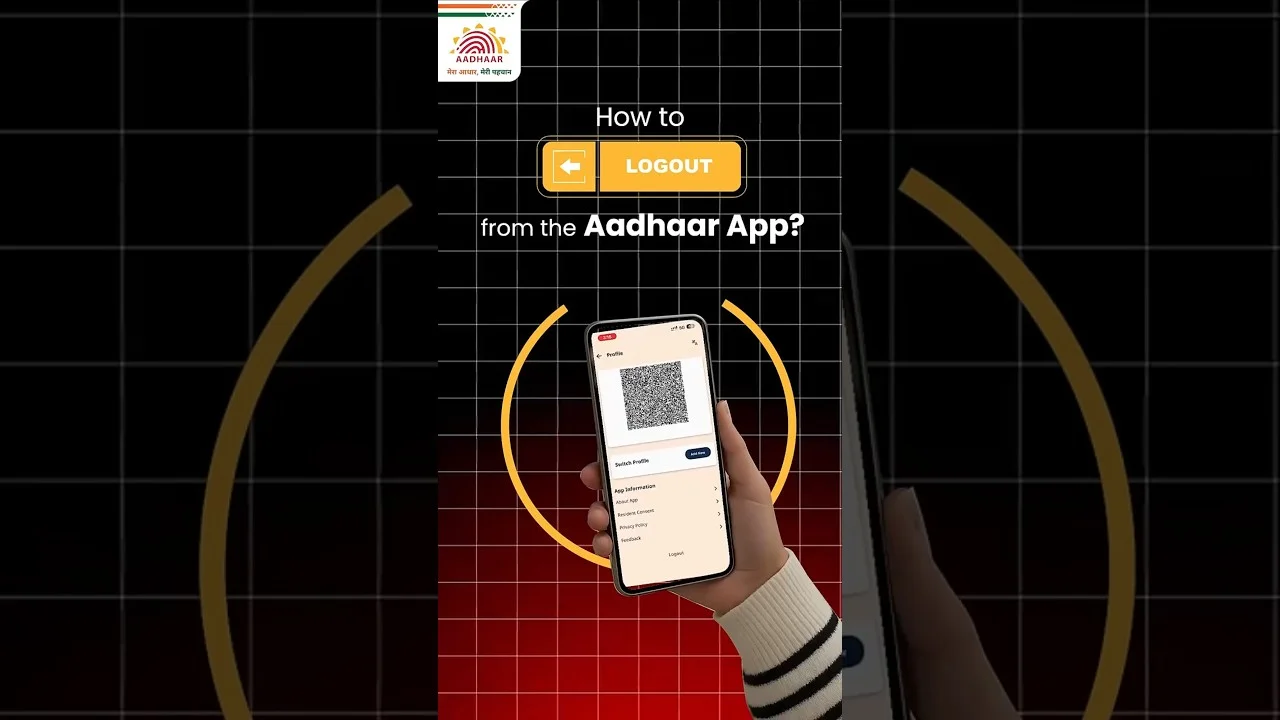 AADHAAR
मेरा आधार, मेरी पहचान
How to
LOGOUT
from the Aadhaar App?
5G
Profile
Switch Profile
Add New
App Information
About App
Resident Consent
Privacy Policy
Feedback
Logout